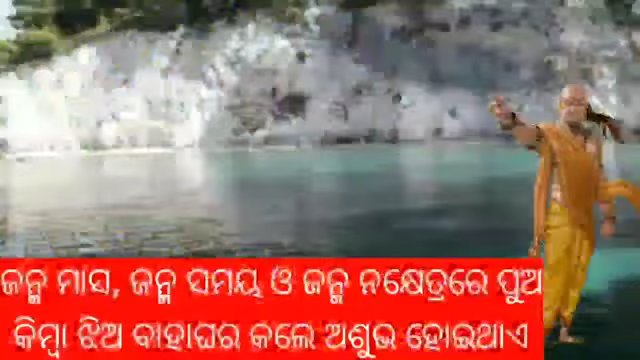 ଜନ୍ମ ମାସ, ଜନ୍ମ ସମୟ ଓ ଜନ୍ମ ନକ୍ଷେତ୍ରରେ ପୁଅ
କିମ୍ବା ଝିଅ ବାହାଘର କଲେ ଅଶୁଭ ହୋଇଥାଏ